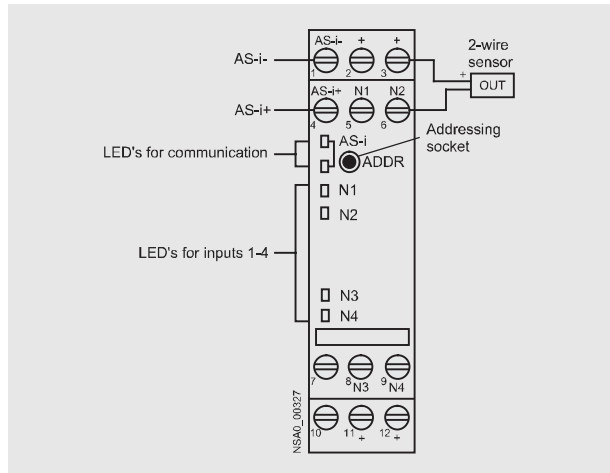 AS-i- + +
1 2 3
AS-i-
2-wire
sensor
+ OUT
AS-i+ N1 N2
4 5 6
AS-i+
AS-i
ADDR
Addressing
socket
LED's for communication
N1
N2
LED's for inputs 1-4
N3
N4
7 8 9
N3 N4
10 11 12
+ +
NSA0_00327